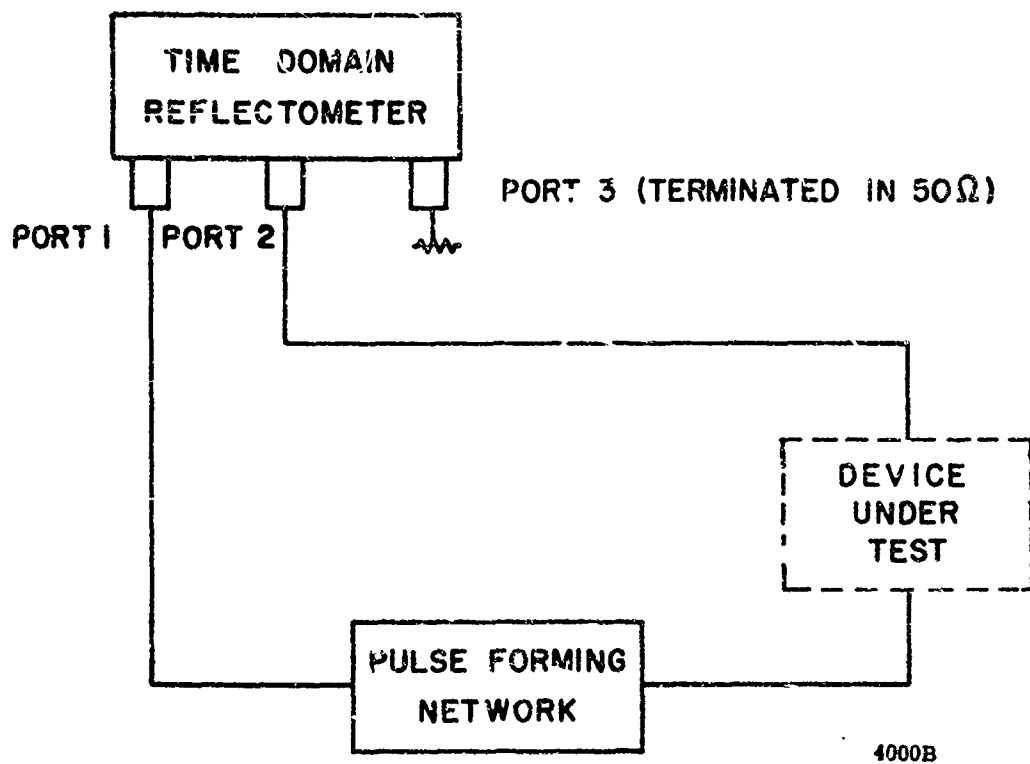 TIME DOMAIN
REFLECTOMETER
PORT 3 (TERMINATED IN 50Ω)
PORT 1
PORT 2
DEVICE
UNDER
TEST
PULSE FORMING
NETWORK
4000B